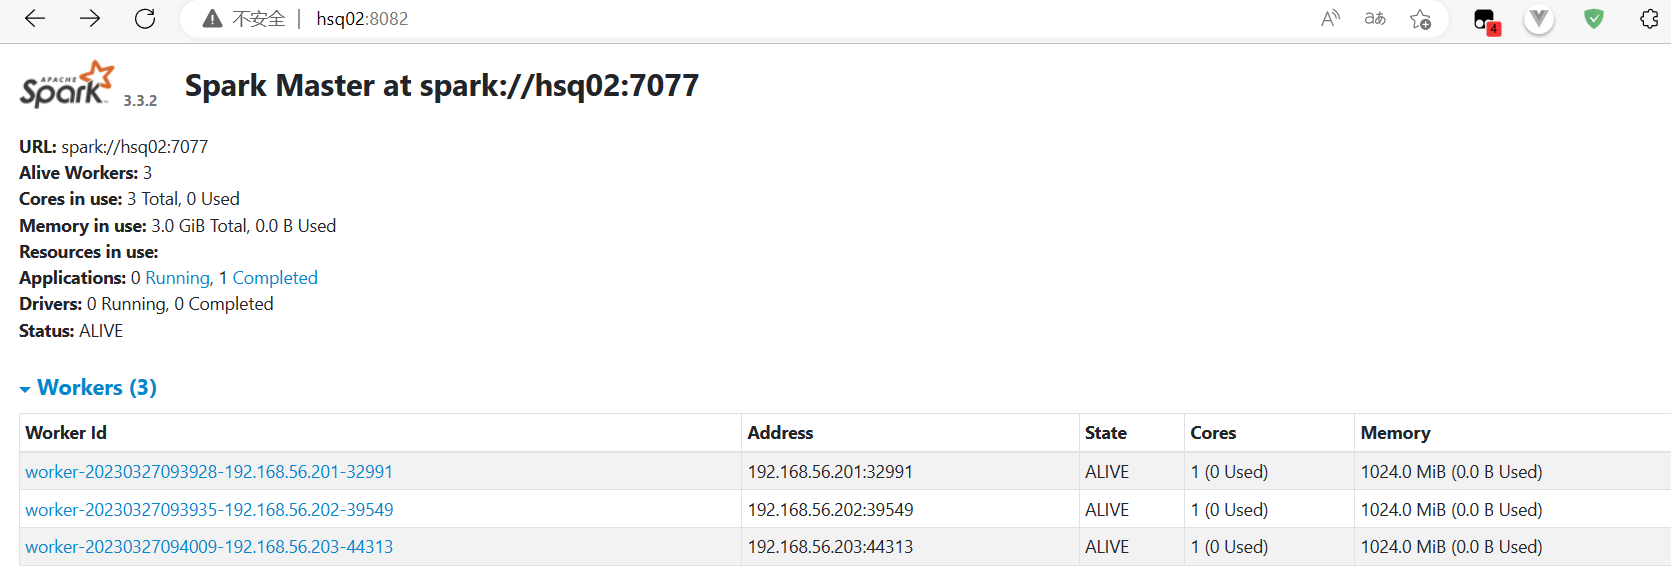 不安全 hsq02:8082
4
APACHE Spark 3.3.2 Spark Master at spark://hsq02:7077
URL: spark://hsq02:7077
Alive Workers: 3
Cores in use: 3 Total, 0 Used
Memory in use: 3.0 GiB Total, 0.0 B Used
Resources in use:
Applications: 0 Running, 1 Completed
Drivers: 0 Running, 0 Completed
Status: ALIVE
Workers (3)
Worker Id Address State Cores Memory
worker-20230327093928-192.168.56.201-32991 192.168.56.201:32991 ALIVE 1 (0 Used) 1024.0 MiB (0.0 B Used)
worker-20230327093935-192.168.56.202-39549 192.168.56.202:39549 ALIVE 1 (0 Used) 1024.0 MiB (0.0 B Used)
worker-20230327094009-192.168.56.203-44313 192.168.56.203:44313 ALIVE 1 (0 Used) 1024.0 MiB (0.0 B Used)